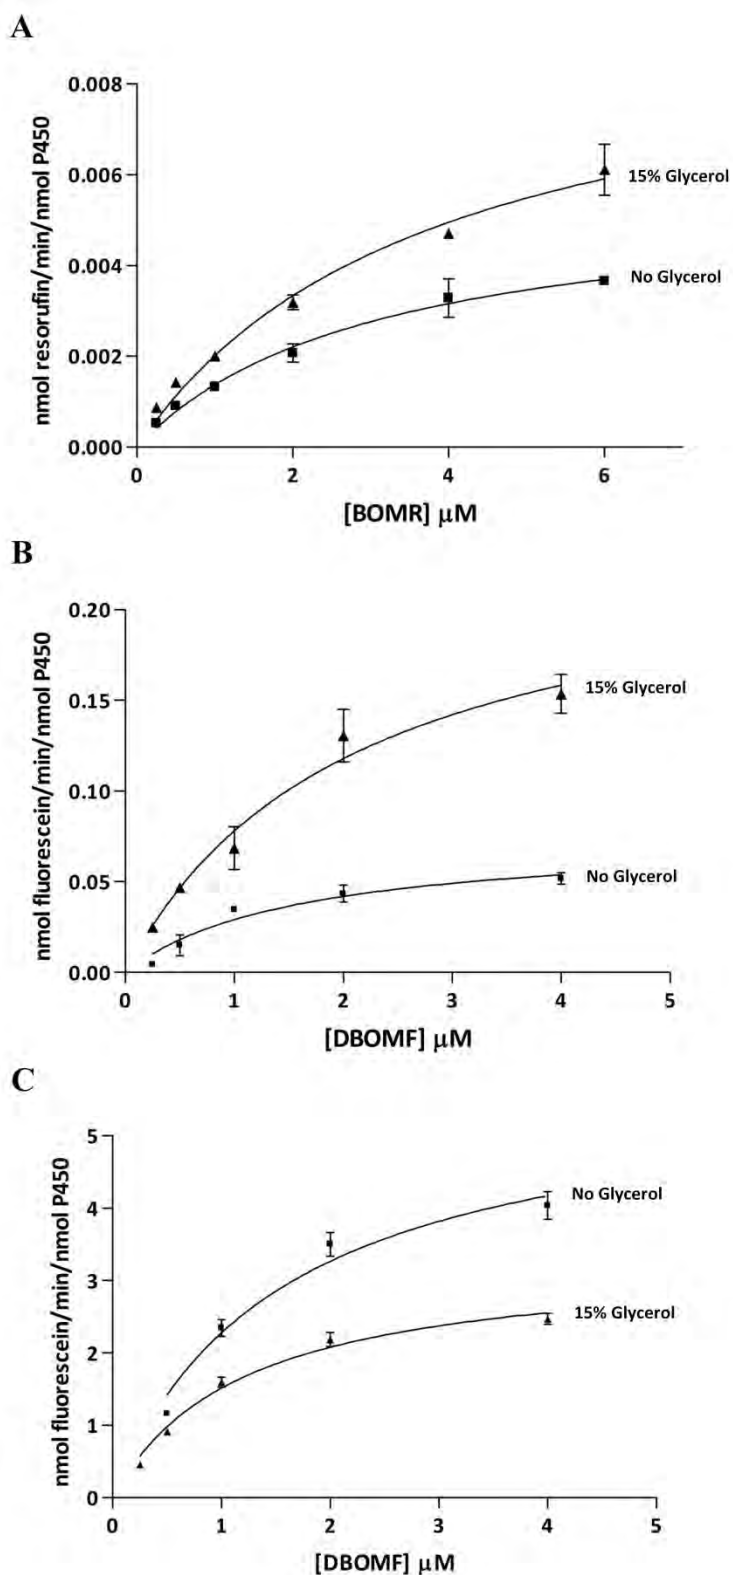 A
nmol resorufin/min/nmol P450
0.008
0.006
0.004
0.002
0.000
0 2 4 6
[BOMR] μM
15% Glycerol
No Glycerol
B
nmol fluorescein/min/nmol P450
0.20
0.15
0.10
0.05
0.00
0 1 2 3 4 5
[DBOMF] μM
15% Glycerol
No Glycerol
C
nmol fluorescein/min/nmol P450
5
4
3
2
1
0
0 1 2 3 4 5
[DBOMF] μM
No Glycerol
15% Glycerol